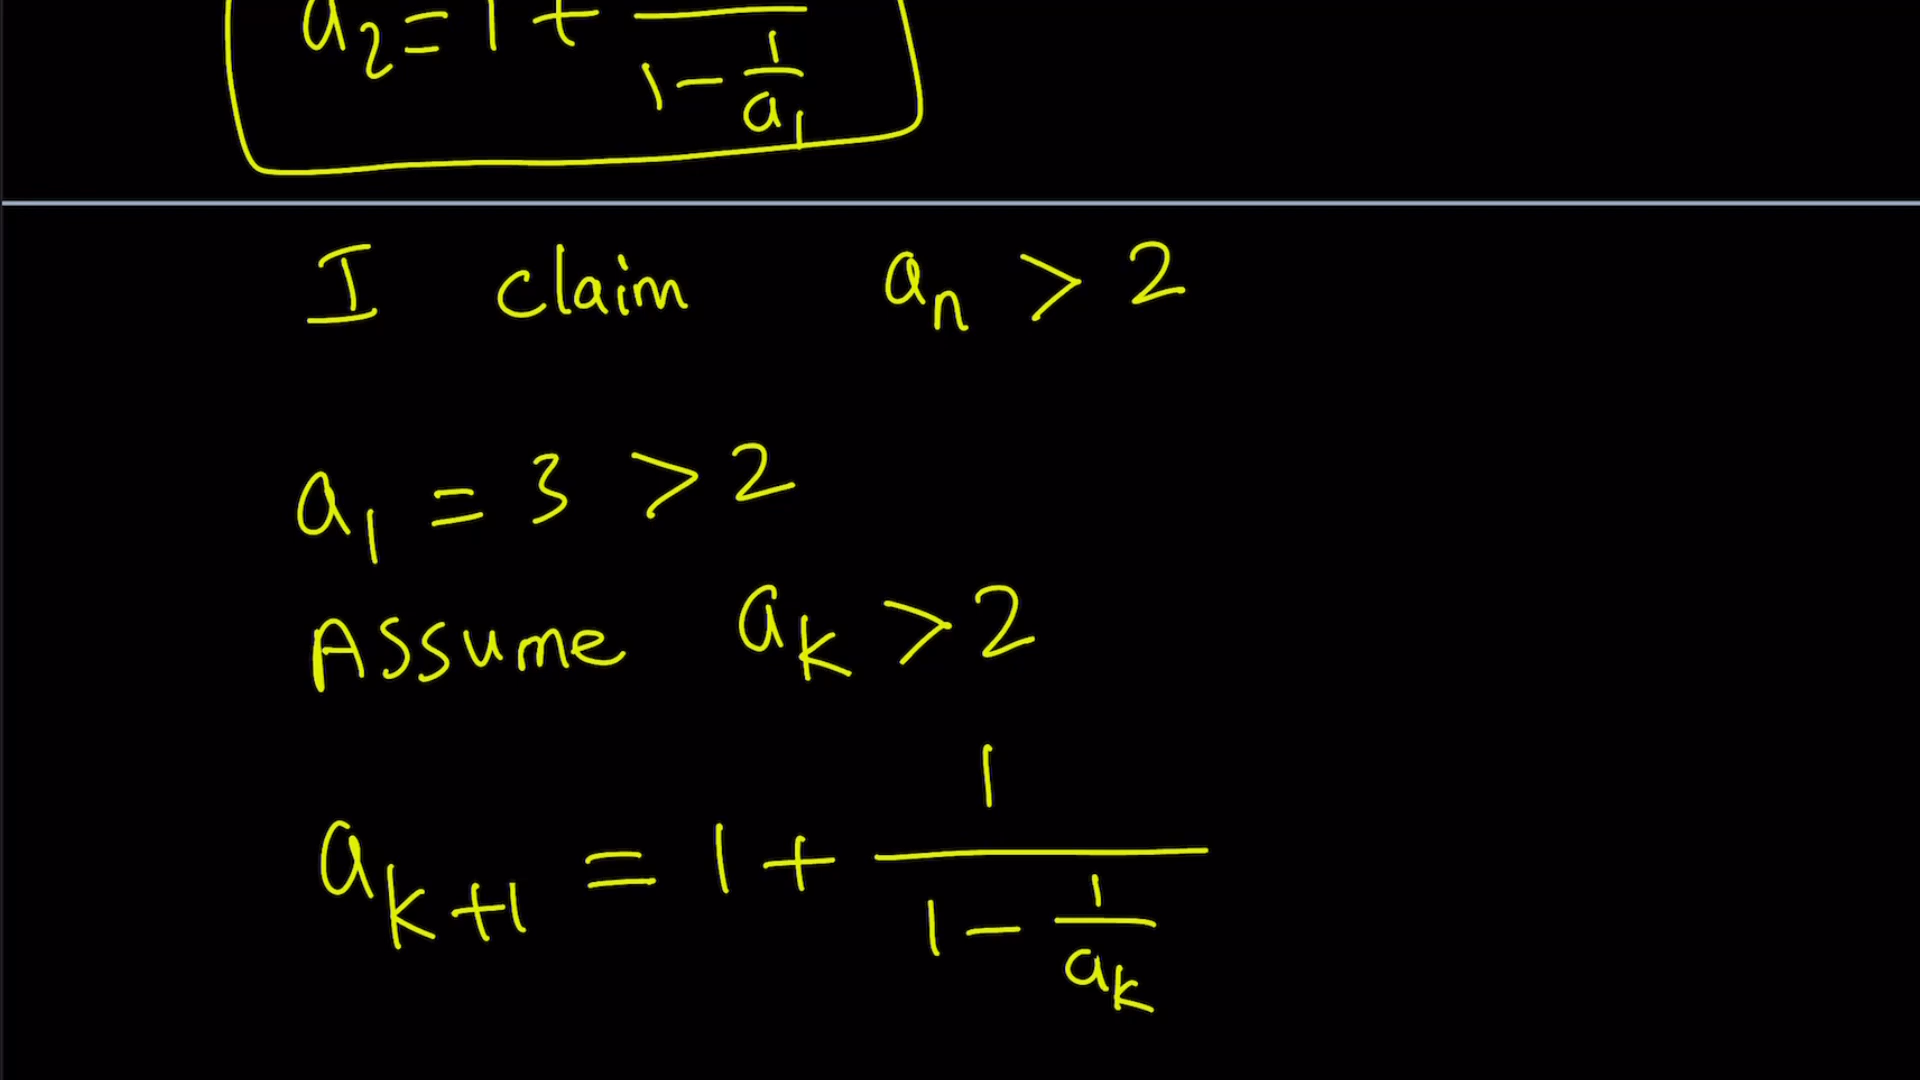 a₂ = 1 + ‾‾‾ / (1 - 1/a₁)
I claim aₙ > 2
a₁ = 3 > 2
Assume aₖ > 2
aₖ₊₁ = 1 + 1/(1 - 1/aₖ)